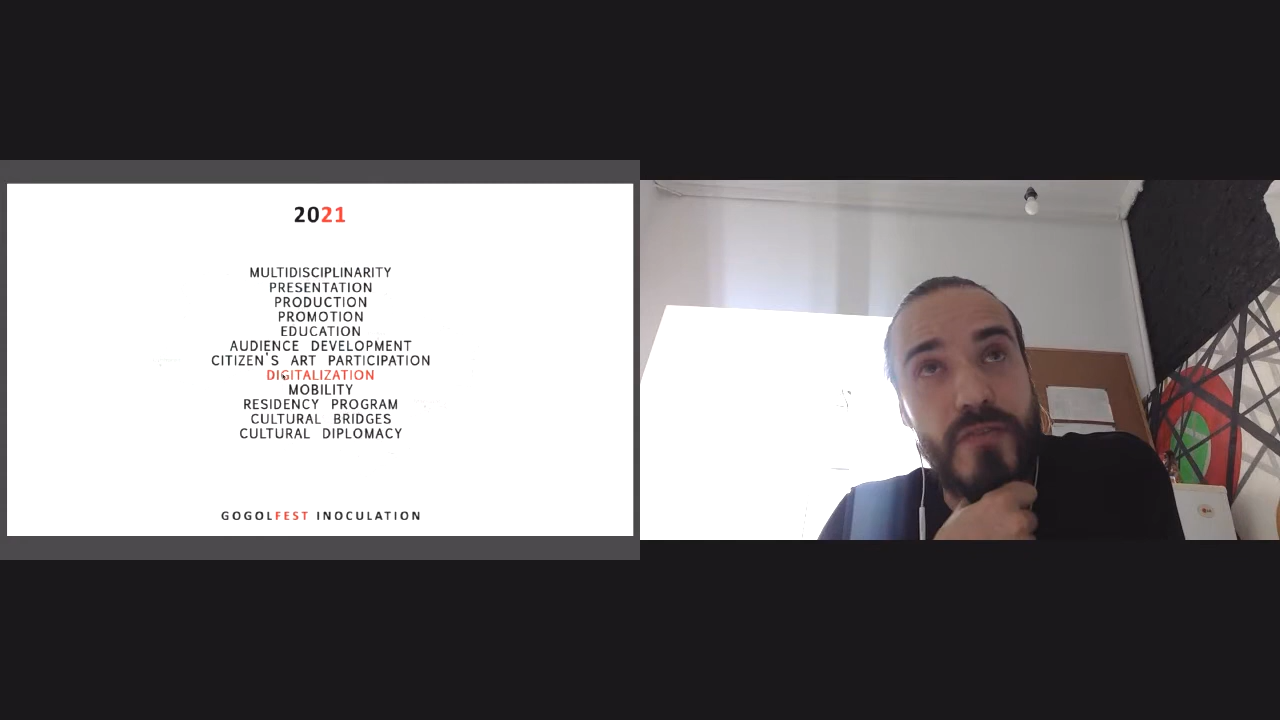 2021
MULTIDISCIPLINARITY
PRESENTATION
PRODUCTION
PROMOTION
EDUCATION
AUDIENCE DEVELOPMENT
CITIZEN'S ART PARTICIPATION
DIGITALIZATION
MOBILITY
RESIDENCY PROGRAM
CULTURAL BRIDGES
CULTURAL DIPLOMACY
GOGOLFEST INOCULATION